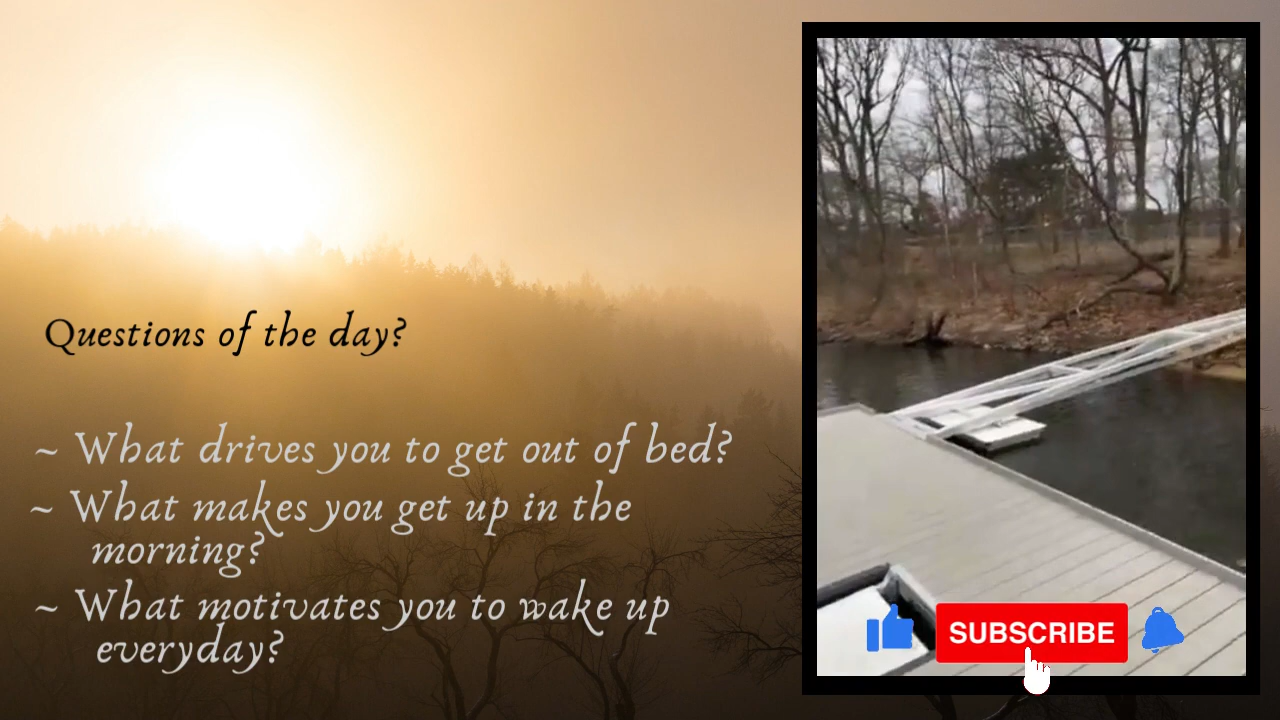 Questions of the day?
~ What drives you to get out of bed?
~ What makes you get up in the
morning?
~ What motivates you to wake up
everyday?
SUBSCRIBE